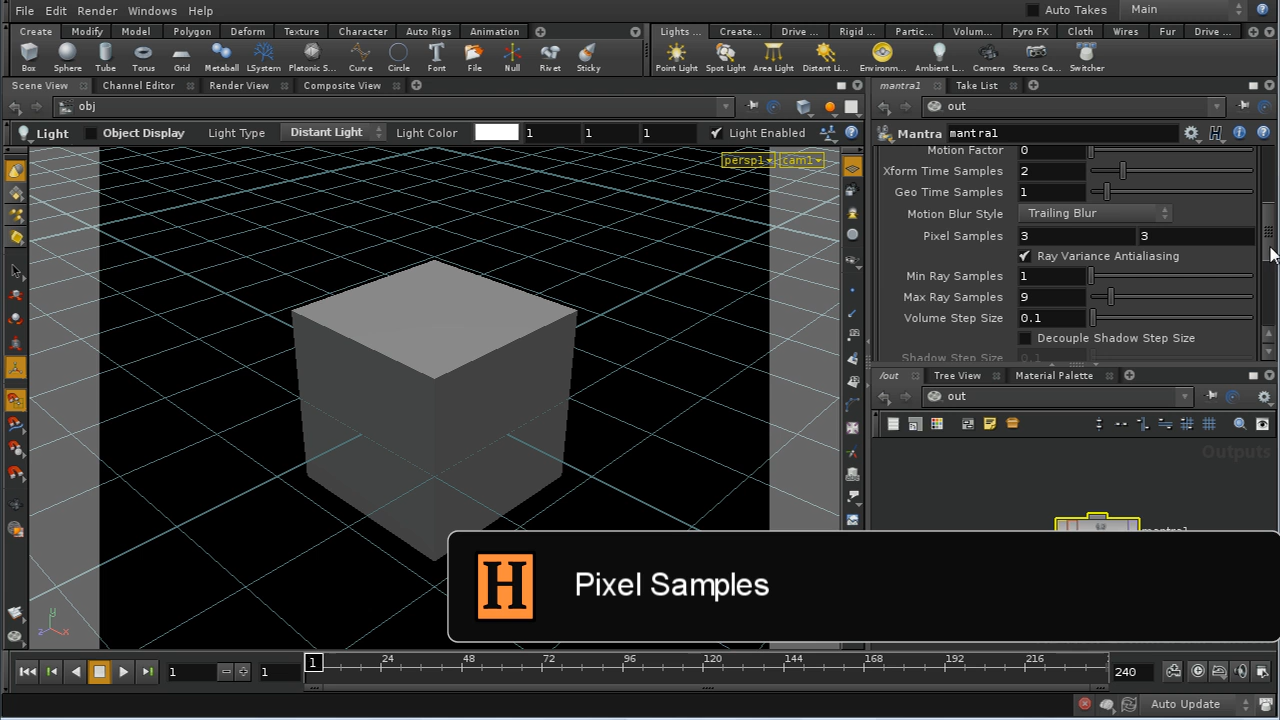 File Edit Render Windows Help
Auto Takes Main
Create Modify Model Polygon Deform Texture Character Auto Rigs Animation
Lights ... Create... Drive ... Rigid ... Partic... Volum... Pyro FX Cloth Wires Fur Drive ...
Box Sphere Tube Torus Grid Metaball LSystem Platonic S... Curve Circle Font File Null Rivet Sticky
Point Light Spot Light Area Light Distant Li... Environm... Ambient L... Camera Stereo Ca... Switcher
Scene View Channel Editor Render View Composite View
mantra1 Take List
obj
out
Light Object Display Light Type Distant Light Light Color 1 1 1 Light Enabled
Mantra mantra1
persp1 cam1
Motion Factor 0
Xform Time Samples 2
Geo Time Samples 1
Motion Blur Style Trailing Blur
Pixel Samples 3 3
Ray Variance Antialiasing
Min Ray Samples 1
Max Ray Samples 9
Volume Step Size 0.1
Decouple Shadow Step Size
Shadow Step Size 0.1
/out Tree View Material Palette
out
Outputs
mantra1
H Pixel Samples
y
z x
1 1 1 24 48 72 96 120 144 168 192 216 240
Auto Update